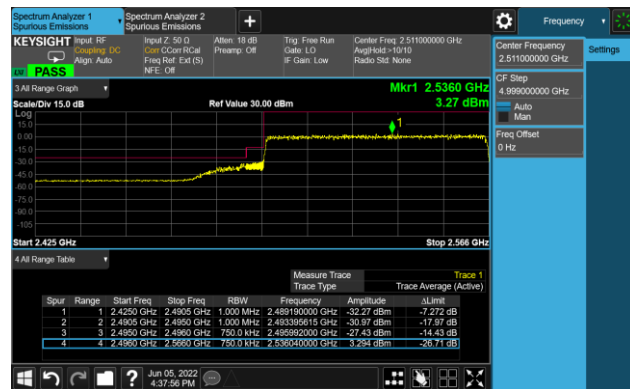 Spectrum Analyzer 1
Spurious Emissions
Spectrum Analyzer 2
Spurious Emissions
Frequency
KEYSIGHT
Input: RF
Coupling: DC
Align: Auto
Input Z: 50 Ω
Corr CCorr RCal
Freq Ref: Ext (S)
NFE: Off
Atten: 18 dB
Preamp: Off
Trig: Free Run
Gate: LO
IF Gain: Low
Center Freq: 2.511000000 GHz
Avg|Hold:>10/10
Radio Std: None
PASS
Center Frequency
2.511000000 GHz
Settings
CF Step
4.999000000 GHz
Auto
Man
Freq Offset
0 Hz
3 All Range Graph
Mkr1 2.5360 GHz
3.27 dBm
Scale/Div 15.0 dB
Ref Value 30.00 dBm
Log
15.0
0.00
-15.0
-30.0
-45.0
-60.0
-75.0
-90.0
-105
1
Start 2.425 GHz
Stop 2.566 GHz
4 All Range Table
Measure Trace Trace 1
Trace Type Trace Average (Active)
Spur Range Start Freq Stop Freq RBW Frequency Amplitude ΔLimit
1 1 2.4250 GHz 2.4905 GHz 1.000 MHz 2.489190000 GHz -32.27 dBm -7.272 dB
2 2 2.4905 GHz 2.4950 GHz 1.000 MHz 2.493395615 GHz -30.97 dBm -17.97 dB
3 3 2.4950 GHz 2.4960 GHz 750.0 kHz 2.495992000 GHz -27.43 dBm -14.43 dB
4 4 2.4960 GHz 2.5660 GHz 750.0 kHz 2.536040000 GHz 3.294 dBm -26.71 dB
Jun 05, 2022
4:37:56 PM